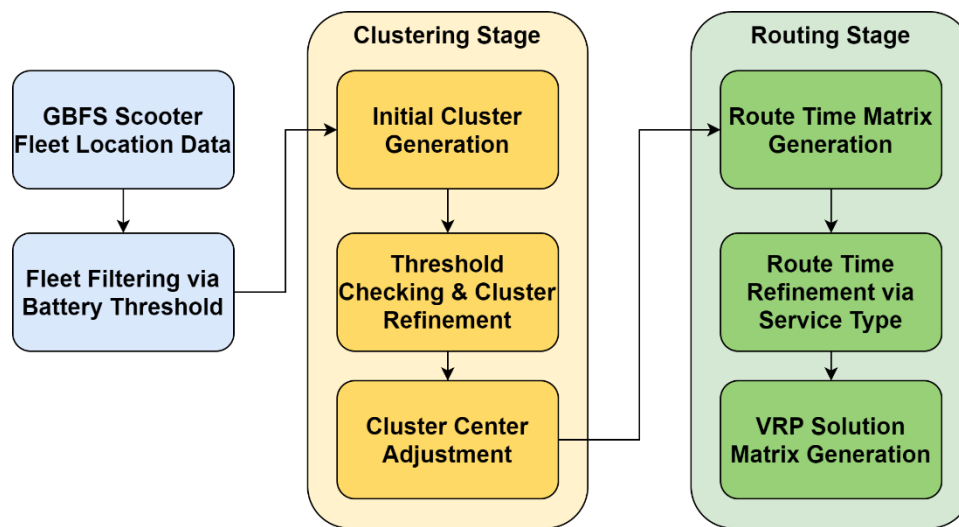 GBFS Scooter
Fleet Location Data
Fleet Filtering via
Battery Threshold
Clustering Stage
Initial Cluster
Generation
Threshold
Checking & Cluster
Refinement
Cluster Center
Adjustment
Routing Stage
Route Time Matrix
Generation
Route Time
Refinement via
Service Type
VRP Solution
Matrix Generation